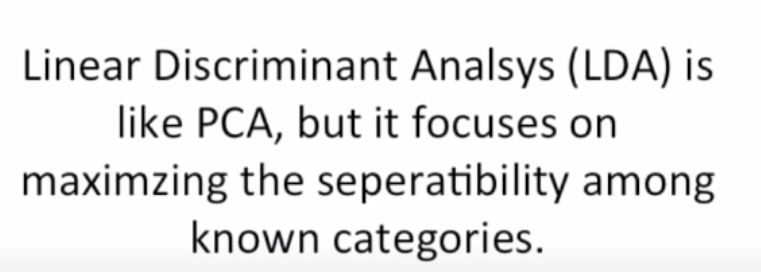 Linear Discriminant Analsys (LDA) is
like PCA, but it focuses on
maximzing the seperatibility among
known categories.